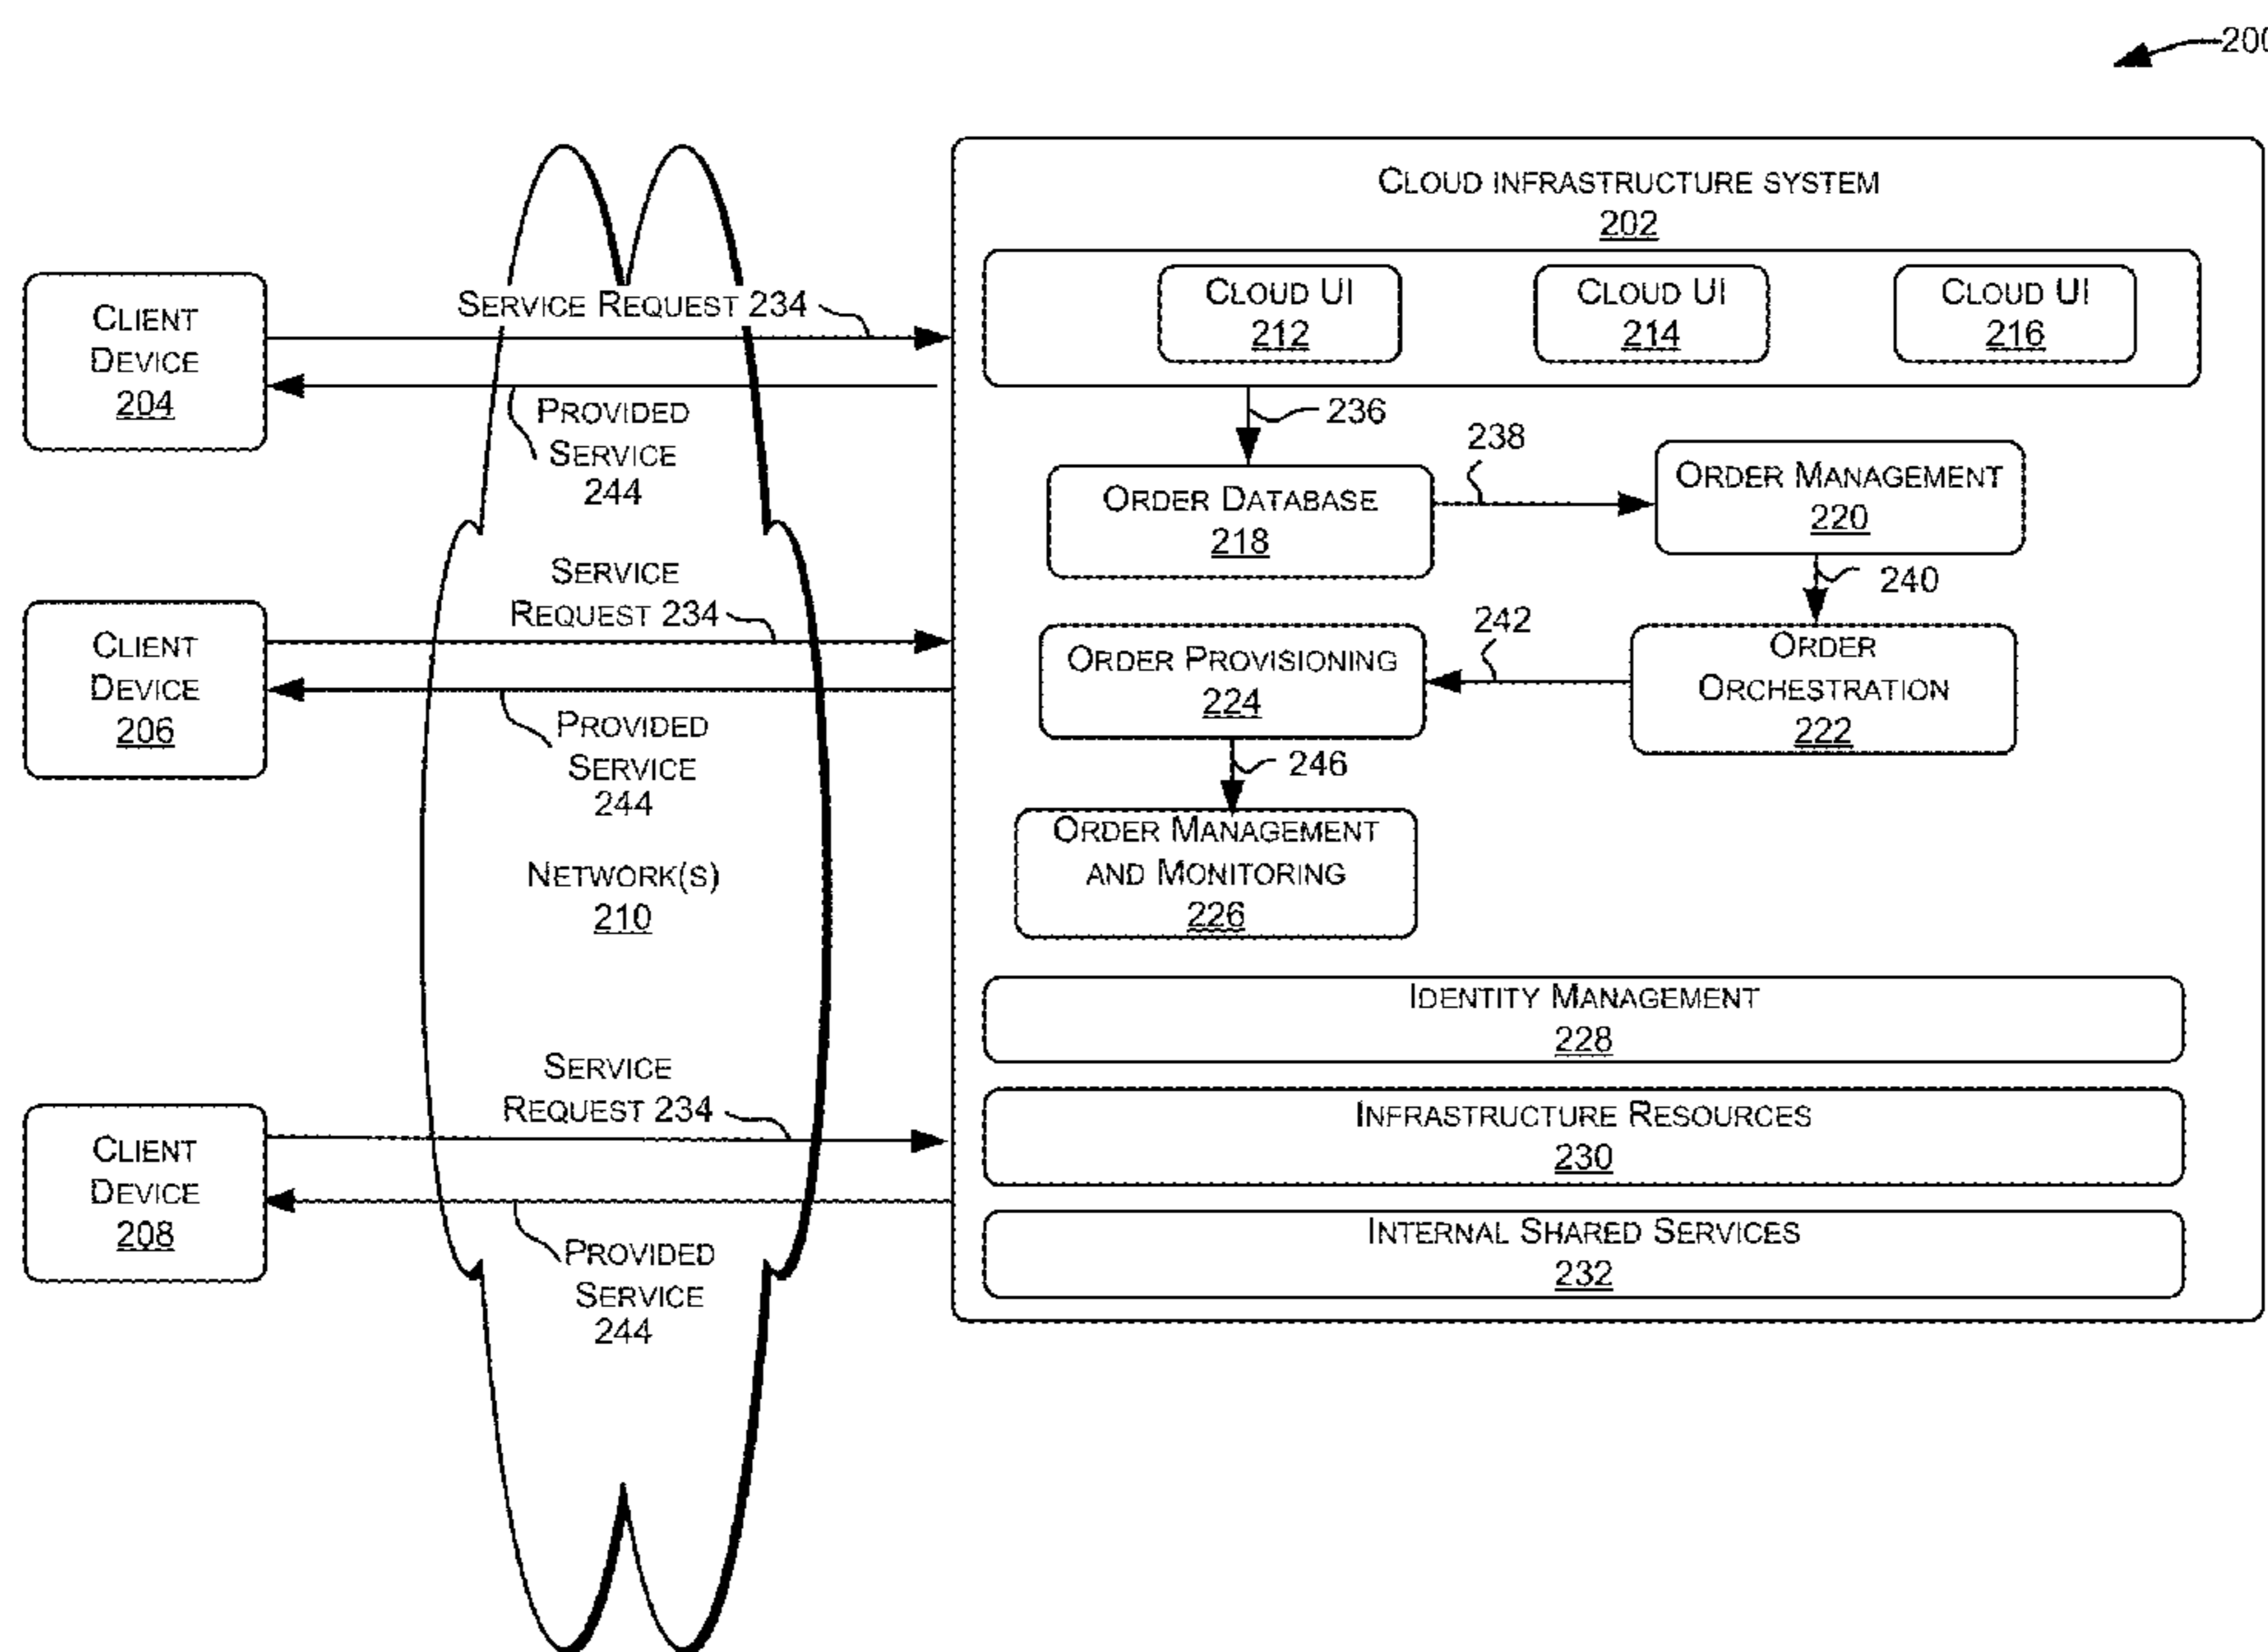 200
CLOUD INFRASTRUCTURE SYSTEM
202
CLOUD UI
212
CLOUD UI
214
CLOUD UI
216
CLIENT
DEVICE
204
SERVICE REQUEST 234
PROVIDED
SERVICE
244
236
238
ORDER DATABASE
218
ORDER MANAGEMENT
220
240
CLIENT
DEVICE
206
SERVICE
REQUEST 234
PROVIDED
SERVICE
244
ORDER PROVISIONING
224
242
ORDER
ORCHESTRATION
222
246
ORDER MANAGEMENT
AND MONITORING
226
NETWORK(S)
210
IDENTITY MANAGEMENT
228
CLIENT
DEVICE
208
SERVICE
REQUEST 234
PROVIDED
SERVICE
244
INFRASTRUCTURE RESOURCES
230
INTERNAL SHARED SERVICES
232